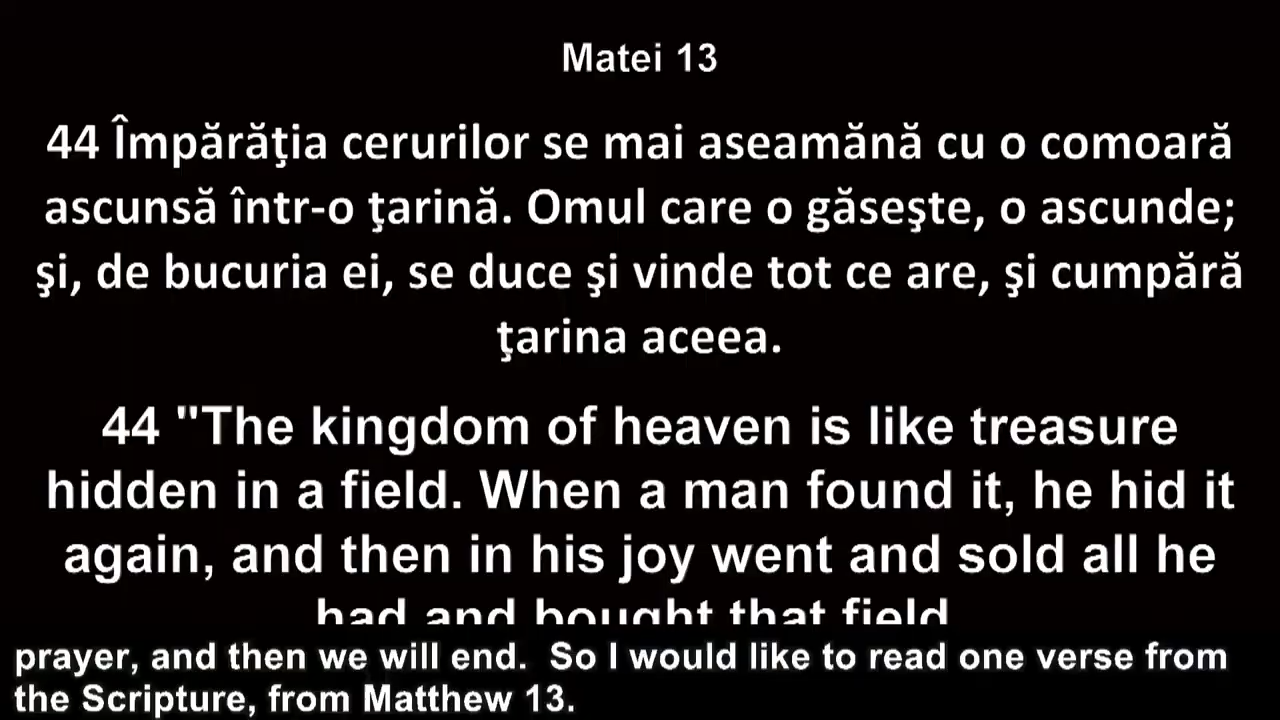 Matei 13
44 Împărăţia cerurilor se mai aseamănă cu o comoară
ascunsă într-o ţarină. Omul care o găseşte, o ascunde;
şi, de bucuria ei, se duce şi vinde tot ce are, şi cumpără
ţarina aceea.
44 "The kingdom of heaven is like treasure
hidden in a field. When a man found it, he hid it
again, and then in his joy went and sold all he
had and bought that field
prayer, and then we will end.  So I would like to read one verse from
the Scripture, from Matthew 13.